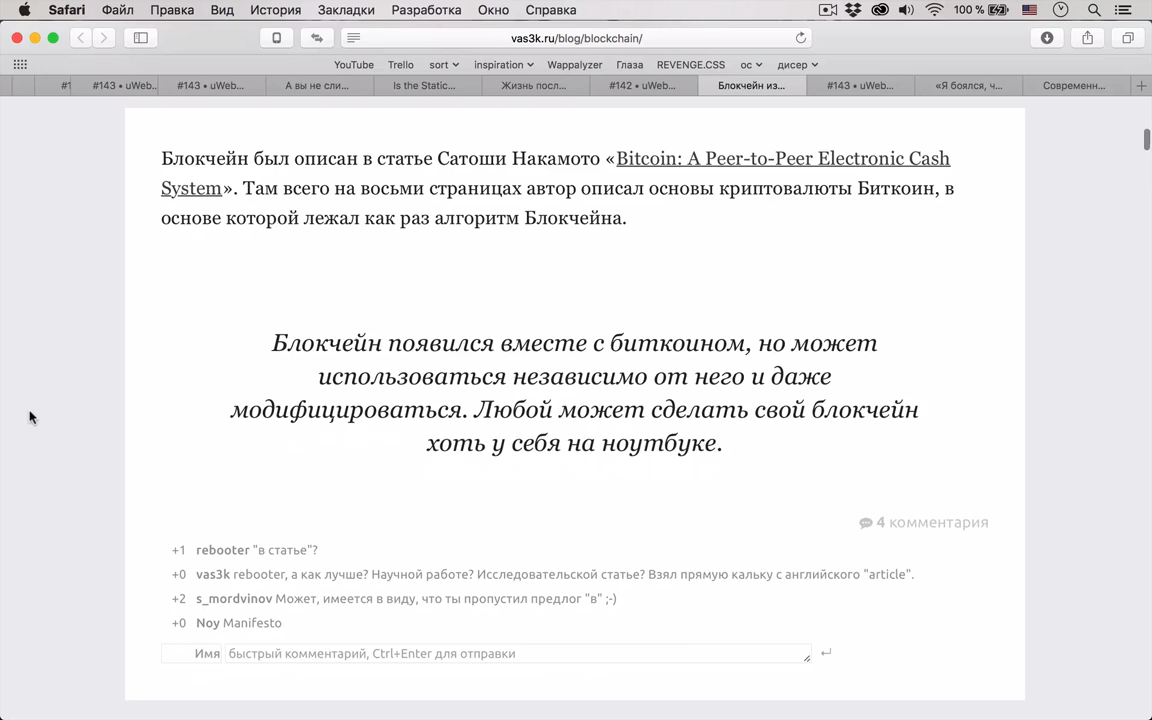 Safari Файл Правка Вид История Закладки Разработка Окно Справка 100 %
vas3k.ru/blog/blockchain/
YouTube Trello sort inspiration Wappalyzer Глаза REVENGE.CSS ос дисер
#1 #143 • uWeb... #143 • uWeb... А вы не сли... Is the Static... Жизнь посл... #142 • uWeb... Блокчейн из... #143 • uWeb... «Я боялся, ч... Современн...
Блокчейн был описан в статье Сатоши Накамото «Bitcoin: A Peer-to-Peer Electronic Cash
System». Там всего на восьми страницах автор описал основы криптовалюты Биткоин, в
основе которой лежал как раз алгоритм Блокчейна.
Блокчейн появился вместе с биткоином, но может
использоваться независимо от него и даже
модифицироваться. Любой может сделать свой блокчейн
хоть у себя на ноутбуке.
4 комментария
+1 rebooter "в статье"?
+0 vas3k rebooter, а как лучше? Научной работе? Исследовательской статье? Взял прямую кальку с английского "article".
+2 s_mordvinov Может, имеется в виду, что ты пропустил предлог "в" ;-)
+0 Noy Manifesto
Имя быстрый комментарий, Ctrl+Enter для отправки